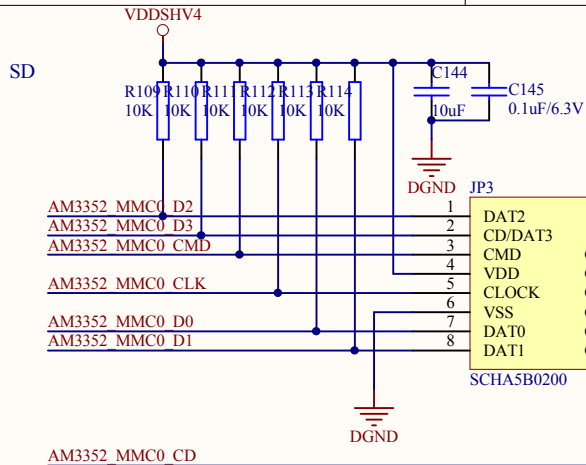 VDDSHV4
SD
R109 R110 R111 R112 R113 R114
10K 10K 10K 10K 10K 10K
C144
10uF
C145
0.1uF/6.3V
DGND
JP3
AM3352_MMC0_D2 1 DAT2
AM3352_MMC0_D3 2 CD/DAT3
AM3352_MMC0_CMD 3 CMD
4 VDD
AM3352_MMC0_CLK 5 CLOCK
6 VSS
AM3352_MMC0_D0 7 DAT0
AM3352_MMC0_D1 8 DAT1
SCHA5B0200
DGND
AM3352_MMC0_CD